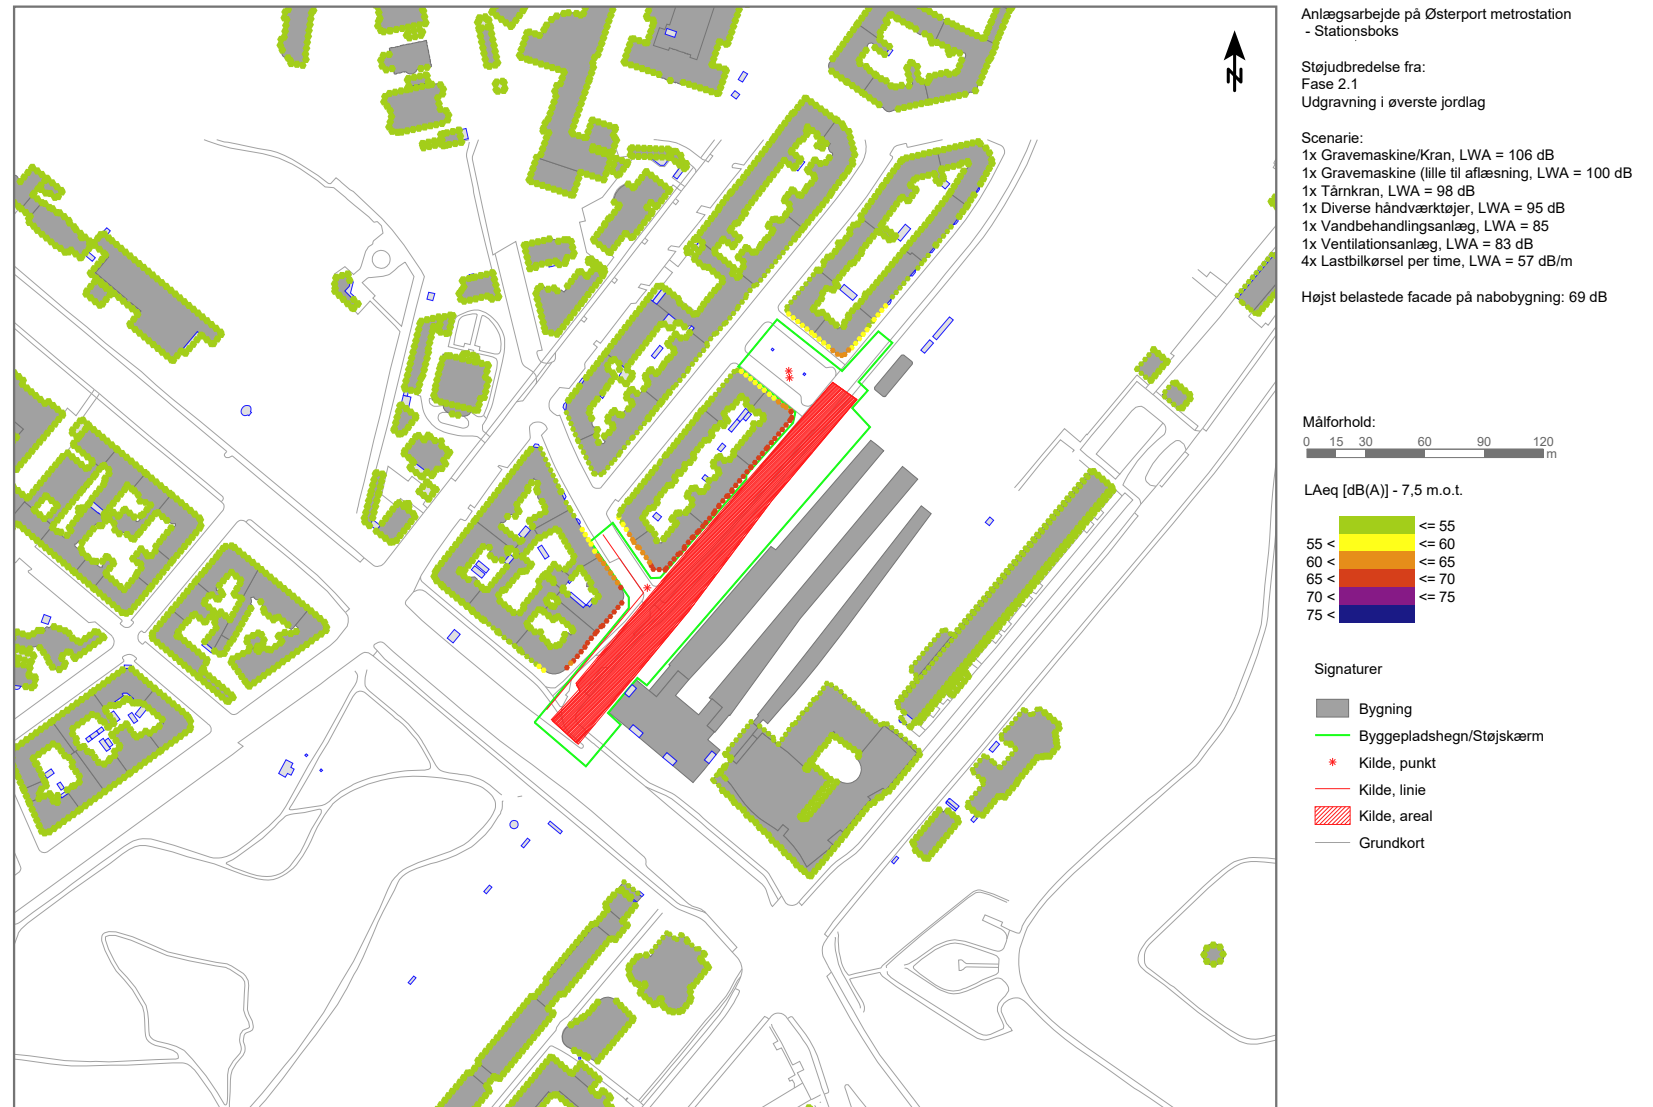 Anlægsarbejde på Østerport metrostation
- Stationsboks
Støjudbredelse fra:
Fase 2.1
Udgravning i øverste jordlag
Scenarie:
1x Gravemaskine/Kran, LWA = 106 dB
1x Gravemaskine (lille til aflæsning, LWA = 100 dB
1x Tårnkran, LWA = 98 dB
1x Diverse håndværktøjer, LWA = 95 dB
1x Vandbehandlingsanlæg, LWA = 85
1x Ventilationsanlæg, LWA = 83 dB
4x Lastbilkørsel per time, LWA = 57 dB/m
Højst belastede facade på nabobygning: 69 dB
N
Målforhold:
0 15 30 60 90 120
m
LAeq [dB(A)] - 7,5 m.o.t.
<= 55
55 < <= 60
60 < <= 65
65 < <= 70
70 < <= 75
75 <
Signaturer
Bygning
Byggepladshegn/Støjskærm
Kilde, punkt
Kilde, linie
Kilde, areal
Grundkort